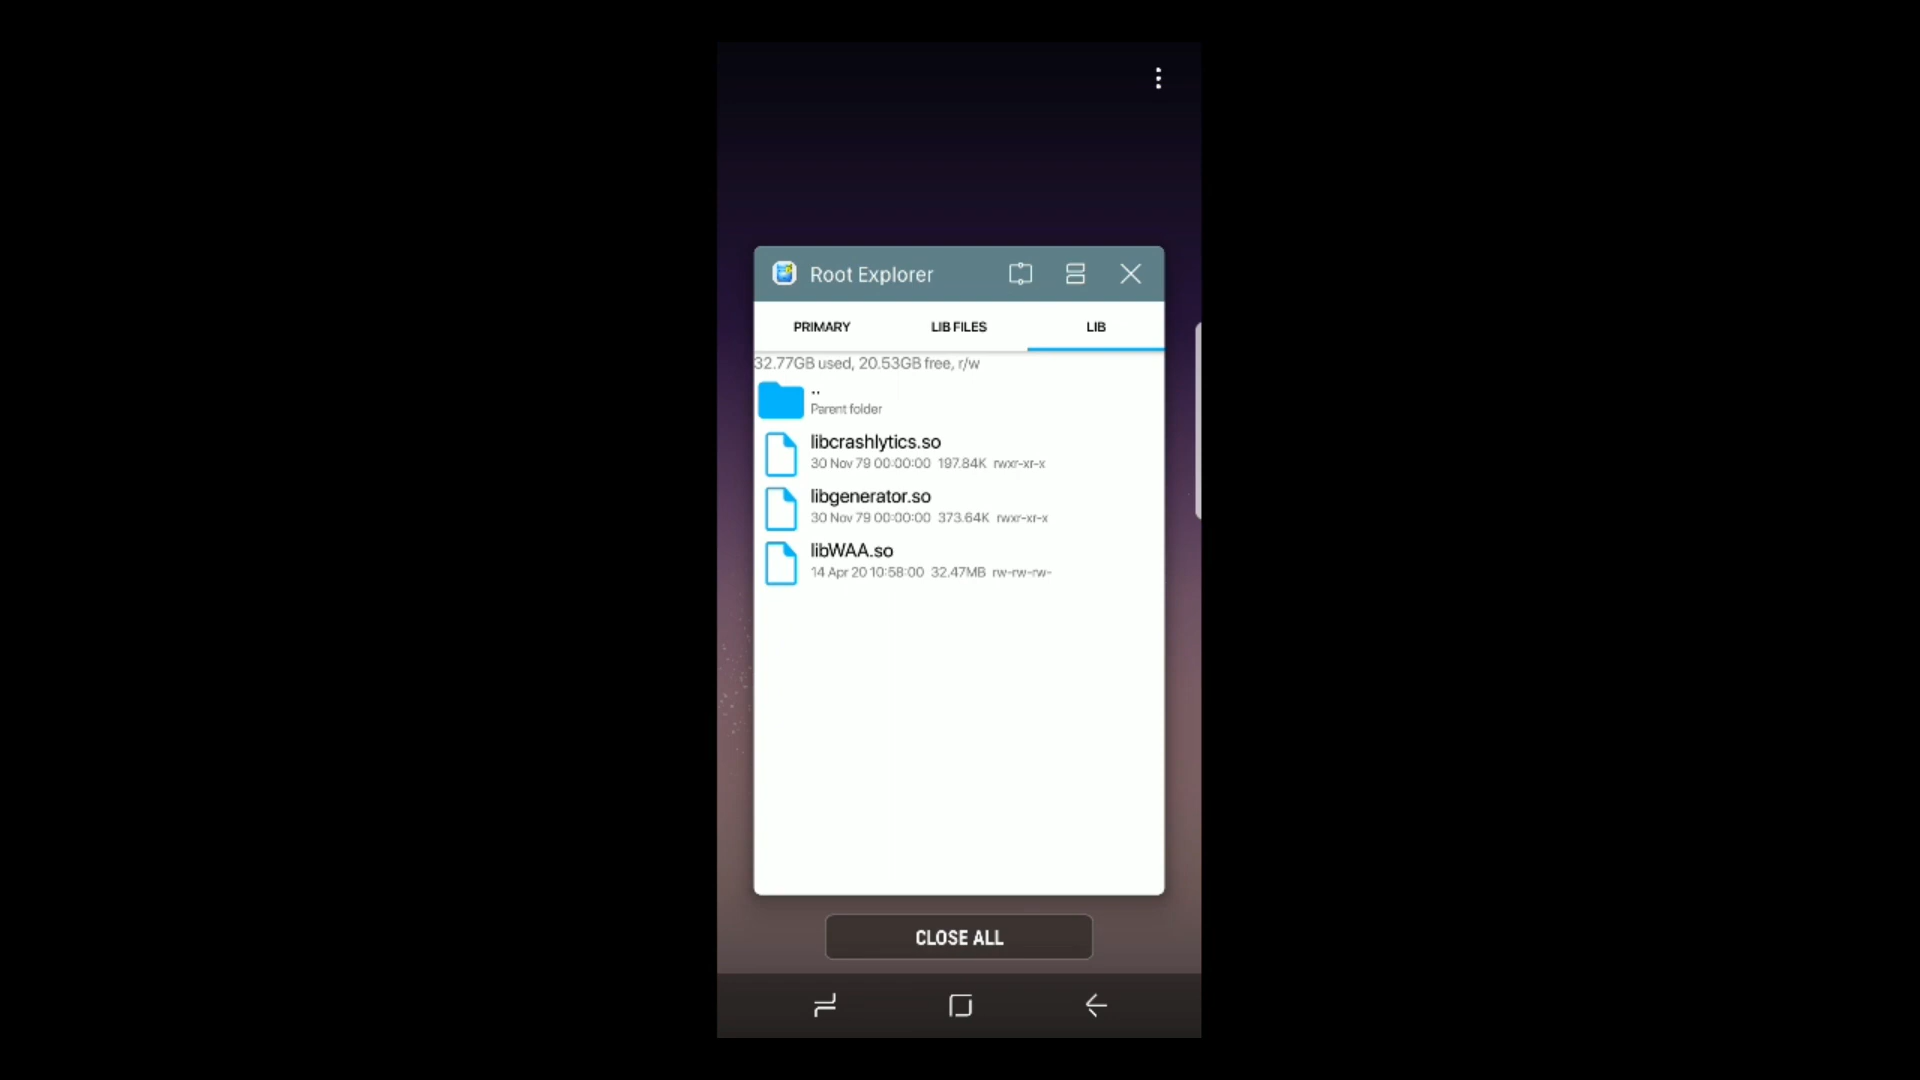 Root Explorer
PRIMARY LIB FILES LIB
32.77GB used, 20.53GB free, r/w
..
Parent folder
libcrashlytics.so
30 Nov 79 00:00:00 197.84K rwxr-xr-x
libgenerator.so
30 Nov 79 00:00:00 373.64K rwxr-xr-x
libWAA.so
14 Apr 20 10:58:00 32.47MB rw-rw-rw-
CLOSE ALL